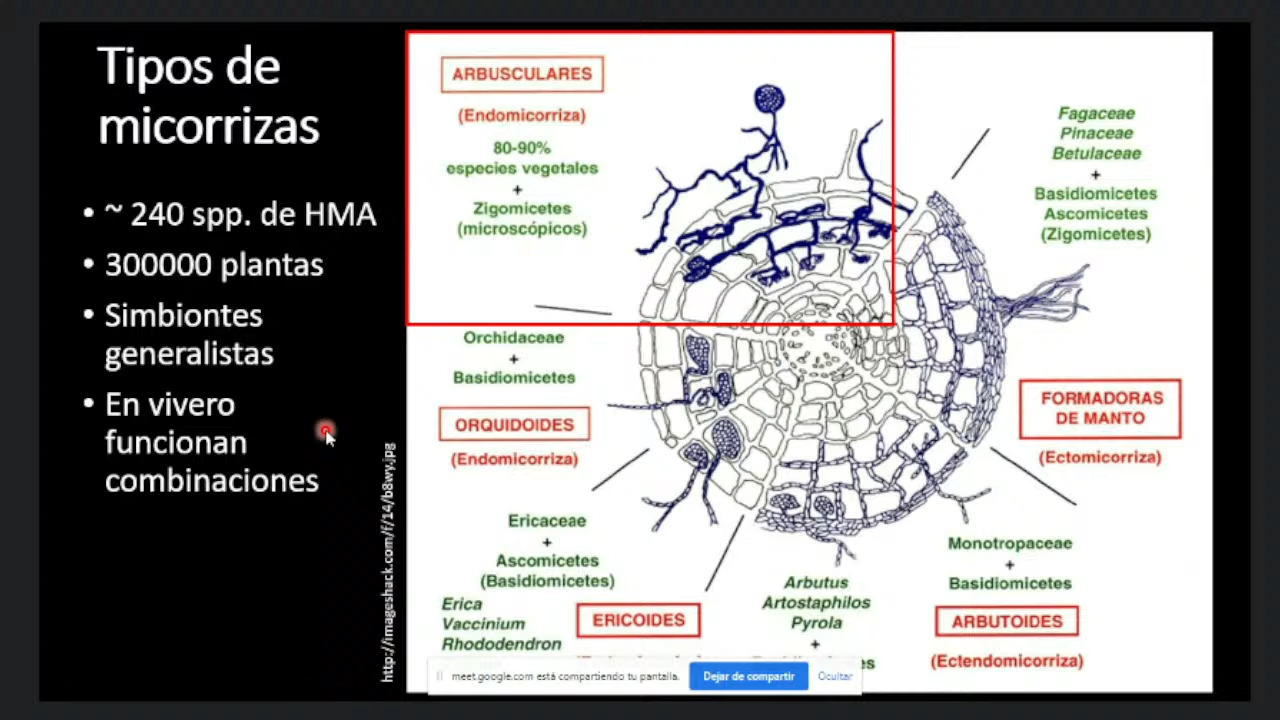 Tipos de
micorrizas
• ~ 240 spp. de HMA
• 300000 plantas
• Simbiontes
generalistas
• En vivero
funcionan
combinaciones
http://imageshack.com/f/14/b8wy.jpg
ARBUSCULARES
(Endomicorriza)
80-90%
especies vegetales
+
Zigomicetes
(microscópicos)
Fagaceae
Pinaceae
Betulaceae
+
Basidiomicetes
Ascomicetes
(Zigomicetes)
FORMADORAS
DE MANTO
(Ectomicorriza)
Orchidaceae
+
Basidiomicetes
ORQUIDOIDES
(Endomicorriza)
Ericaceae
+
Ascomicetes
(Basidiomicetes)
Erica
Vaccinium
Rhododendron
ERICOIDES
Arbutus
Artostaphilos
Pyrola
+
Monotropaceae
+
Basidiomicetes
ARBUTOIDES
(Ectendomicorriza)
meet.google.com está compartiendo tu pantalla.
Dejar de compartir
Ocultar